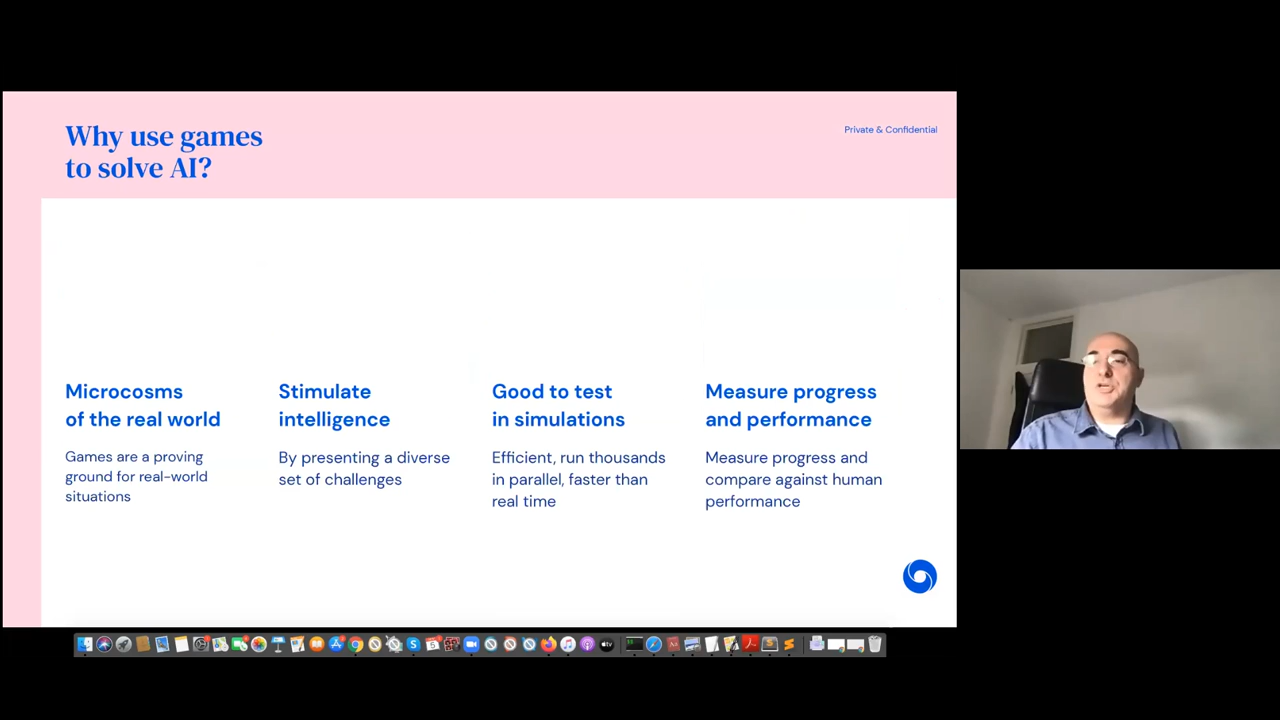 Why use games
to solve AI?
Private & Confidential
Microcosms
of the real world
Games are a proving
ground for real-world
situations
Stimulate
intelligence
By presenting a diverse
set of challenges
Good to test
in simulations
Efficient, run thousands
in parallel, faster than
real time
Measure progress
and performance
Measure progress and
compare against human
performance